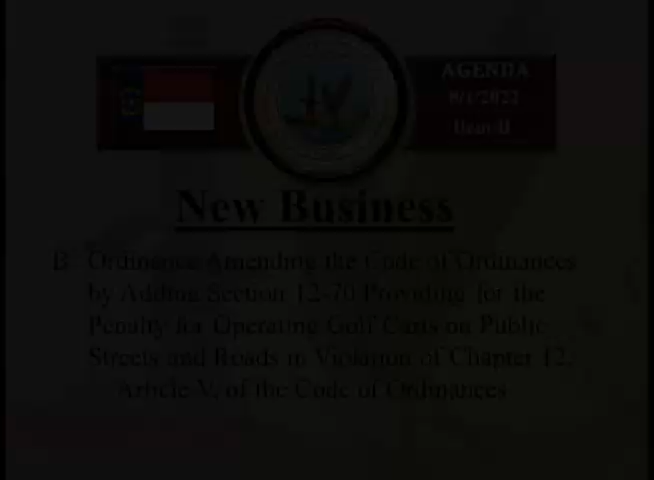 AGENDA
8/1/2022
Item B
New Business
B. Ordinance Amending the Code of Ordinances
by Adding Section 12-70 Providing for the
Penalty for Operating Golf Carts on Public
Streets and Roads in Violation of Chapter 12,
Article V, of the Code of Ordinances